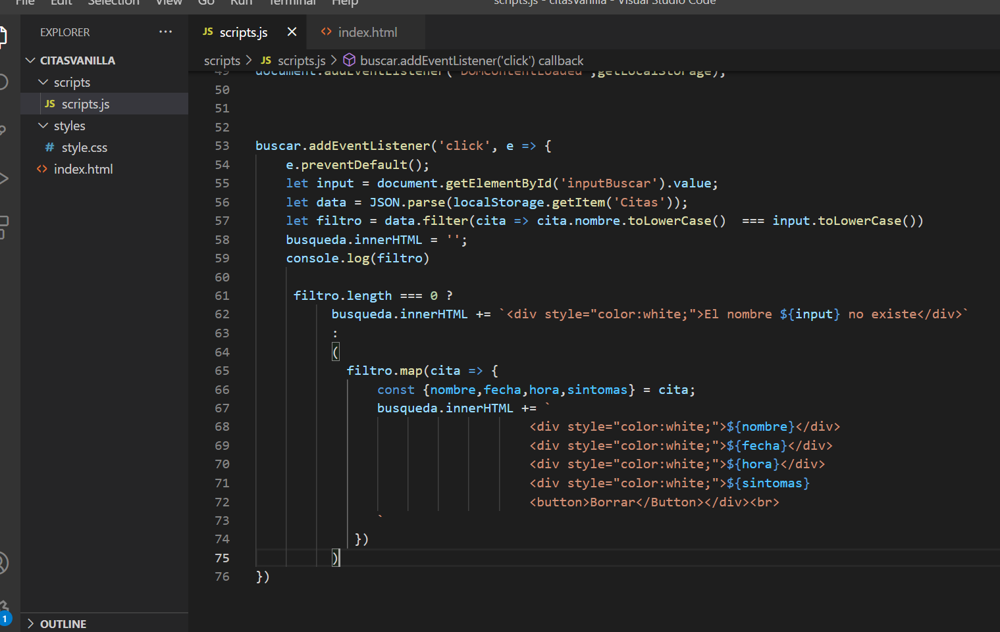 File Edit Selection View Go Run Terminal Help scripts.js - citasVanilla - Visual Studio Code
EXPLORER ···
CITASVANILLA
scripts
JS scripts.js
styles
# style.css
<> index.html
OUTLINE
1
JS scripts.js × <> index.html
scripts > JS scripts.js > buscar.addEventListener('click') callback
49 document.addEventListener('DOMContentLoaded',getLocalStorage);
50
51
52
53 buscar.addEventListener('click', e => {
54 e.preventDefault();
55 let input = document.getElementById('inputBuscar').value;
56 let data = JSON.parse(localStorage.getItem('Citas'));
57 let filtro = data.filter(cita => cita.nombre.toLowerCase()  === input.toLowerCase())
58 busqueda.innerHTML = '';
59 console.log(filtro)
60
61 filtro.length === 0 ?
62 busqueda.innerHTML += `<div style="color:white;">El nombre ${input} no existe</div>`
63 :
64 (
65 filtro.map(cita => {
66 const {nombre,fecha,hora,sintomas} = cita;
67 busqueda.innerHTML += `
68 <div style="color:white;">${nombre}</div>
69 <div style="color:white;">${fecha}</div>
70 <div style="color:white;">${hora}</div>
71 <div style="color:white;">${sintomas}
72 <button>Borrar</Button></div><br>
73 `
74 })
75 )
76 })